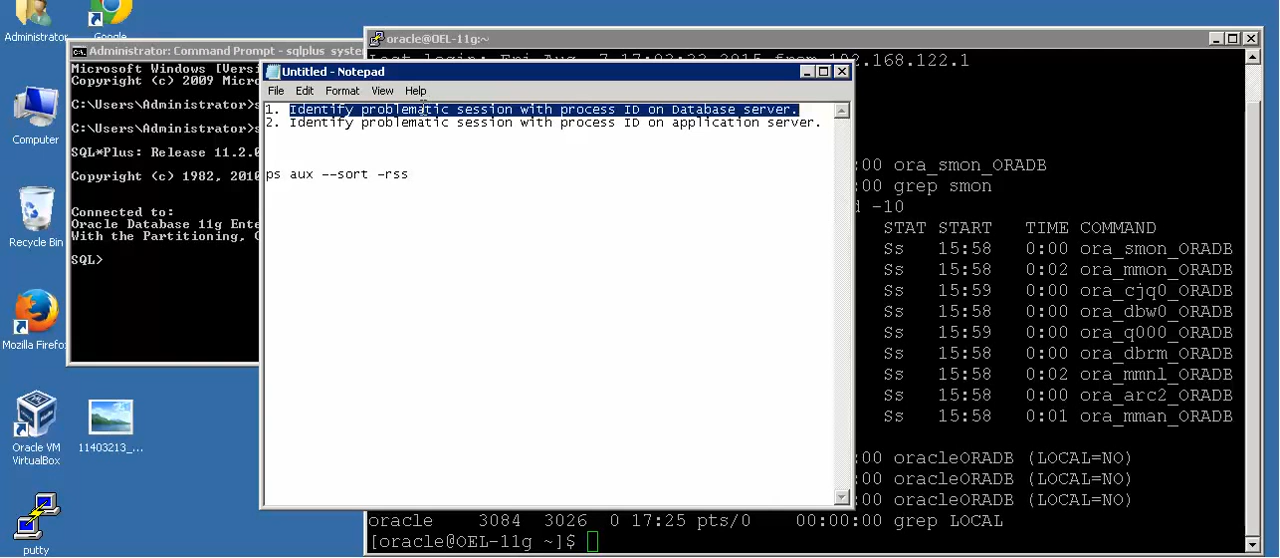 Administrator
Google
Computer
Recycle Bin
Mozilla Firefo
Oracle VM
VirtualBox
11403213_...
putty
Administrator: Command Prompt - sqlplus syste
Microsoft Windows [Versi
Copyright (c) 2009 Micro
C:\Users\Administrator>s
C:\Users\Administrator>s
SQL*Plus: Release 11.2.0
Copyright (c) 1982, 2010
Connected to:
Oracle Database 11g Ente
With the Partitioning, O
SQL>
Untitled - Notepad
File Edit Format View Help
1. Identify problematic session with process ID on Database server.
2. Identify problematic session with process ID on application server.
ps aux --sort -rss
oracle@OEL-11g:~
Last login: Fri Aug 7 17:03:32 2015 from 192.168.122.1
:00 ora_smon_ORADB
:00 grep smon
d -10
STAT START TIME COMMAND
Ss 15:58 0:00 ora_smon_ORADB
Ss 15:58 0:02 ora_mmon_ORADB
Ss 15:59 0:00 ora_cjq0_ORADB
Ss 15:58 0:00 ora_dbw0_ORADB
Ss 15:59 0:00 ora_q000_ORADB
Ss 15:58 0:00 ora_dbrm_ORADB
Ss 15:58 0:02 ora_mmnl_ORADB
Ss 15:58 0:00 ora_arc2_ORADB
Ss 15:58 0:01 ora_mman_ORADB
:00 oracleORADB (LOCAL=NO)
:00 oracleORADB (LOCAL=NO)
:00 oracleORADB (LOCAL=NO)
oracle 3084 3026 0 17:25 pts/0 00:00:00 grep LOCAL
[oracle@OEL-11g ~]$